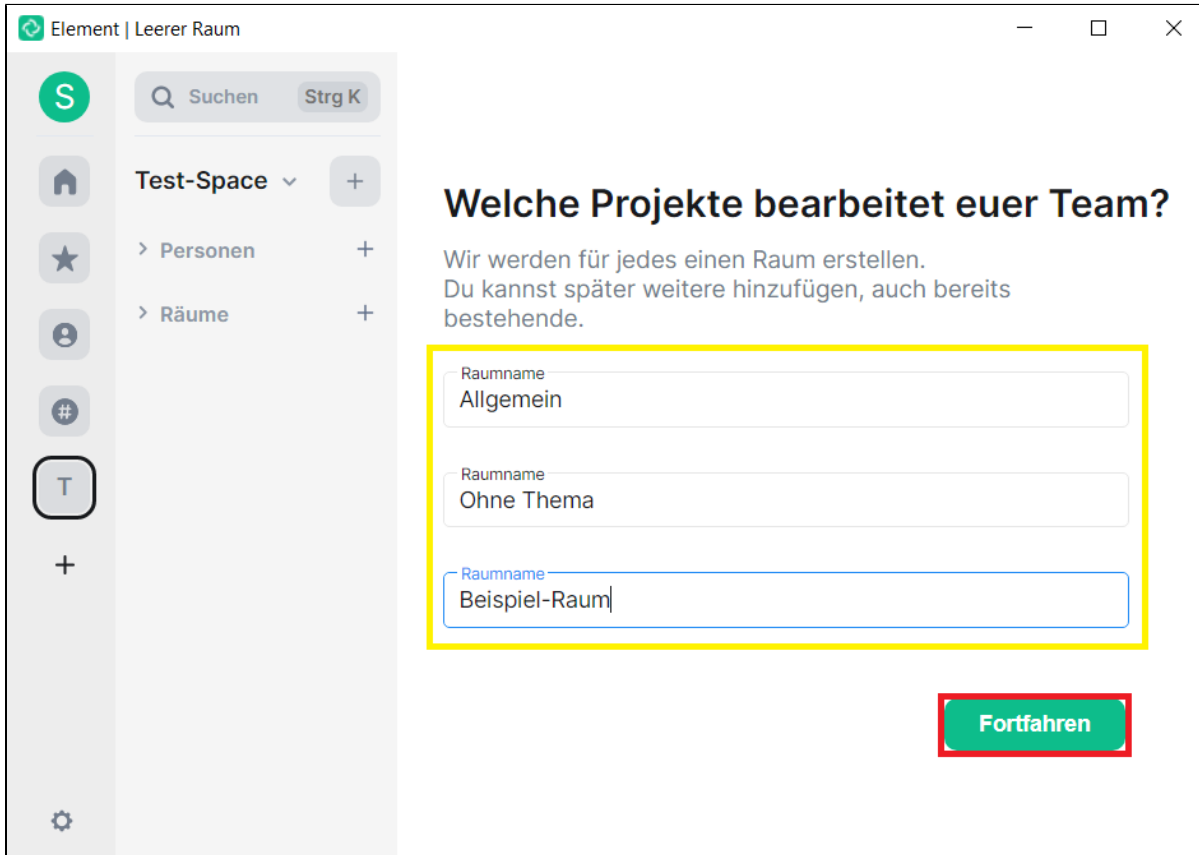 Element | Leerer Raum
S
Suchen Strg K
Test-Space
Personen
Räume
T
Welche Projekte bearbeitet euer Team?
Wir werden für jedes einen Raum erstellen.
Du kannst später weitere hinzufügen, auch bereits
bestehende.
Raumname
Allgemein
Raumname
Ohne Thema
Raumname
Beispiel-Raum
Fortfahren